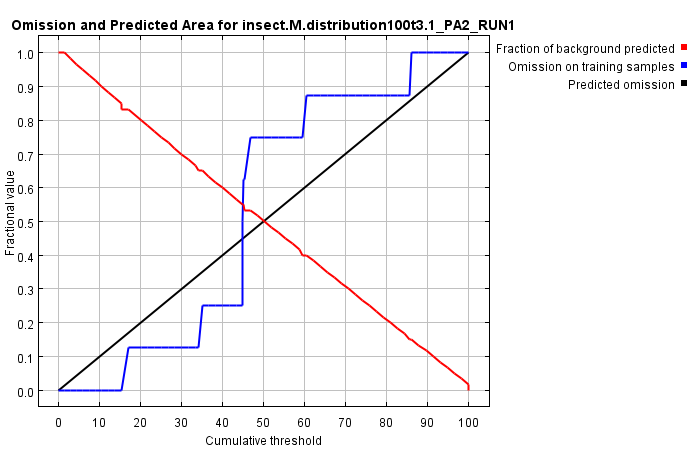 Omission and Predicted Area for insect.M.distribution100t3.1_PA2_RUN1
Fraction of background predicted
Omission on training samples
Predicted omission
Fractional value
1.0
0.9
0.8
0.7
0.6
0.5
0.4
0.3
0.2
0.1
0.0
0 10 20 30 40 50 60 70 80 90 100
Cumulative threshold